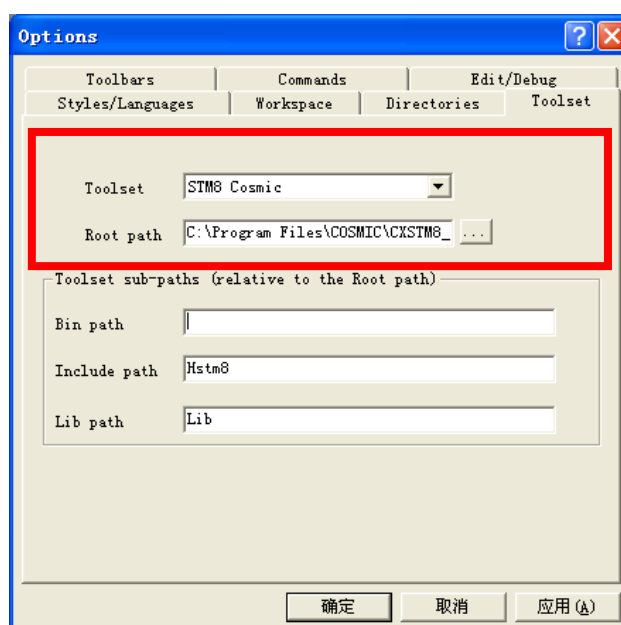 Options
Toolbars Commands Edit/Debug
Styles/Languages Workspace Directories Toolset
Toolset STM8 Cosmic
Root path C:\Program Files\COSMIC\CXSTM8_ ...
Toolset sub-paths (relative to the Root path)
Bin path
Include path Hstm8
Lib path Lib
确定 取消 应用(A)